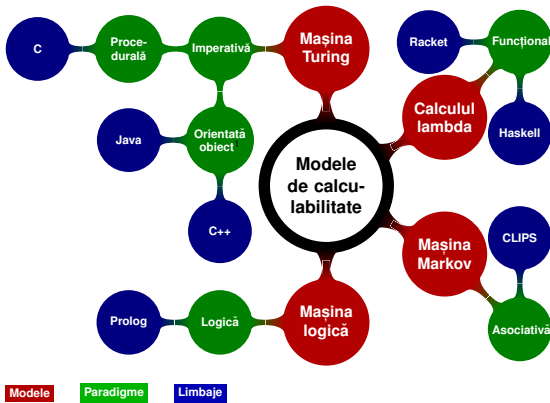 C
Proce-
durală
Imperativă
Mașina
Turing
Racket
Funcțional
Calculul
lambda
Haskell
Java
Orientată
obiect
Modele
de calcu-
labilitate
C++
Mașina
Markov
CLIPS
Prolog
Logică
Mașina
logică
Asociativă
Modele
Paradigme
Limbaje